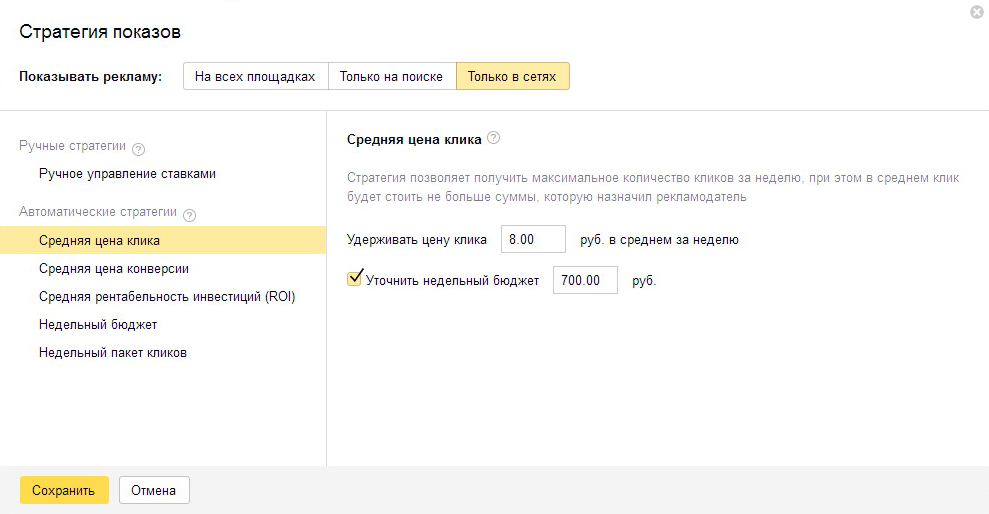 Стратегия показов
Показывать рекламу: На всех площадках Только на поиске Только в сетях
Ручные стратегии ?
Ручное управление ставками
Автоматические стратегии ?
Средняя цена клика
Средняя цена конверсии
Средняя рентабельность инвестиций (ROI)
Недельный бюджет
Недельный пакет кликов
Средняя цена клика ?
Стратегия позволяет получить максимальное количество кликов за неделю, при этом в среднем клик
будет стоить не больше суммы, которую назначил рекламодатель
Удерживать цену клика 8.00 руб. в среднем за неделю
Уточнить недельный бюджет 700.00 руб.
Сохранить Отмена